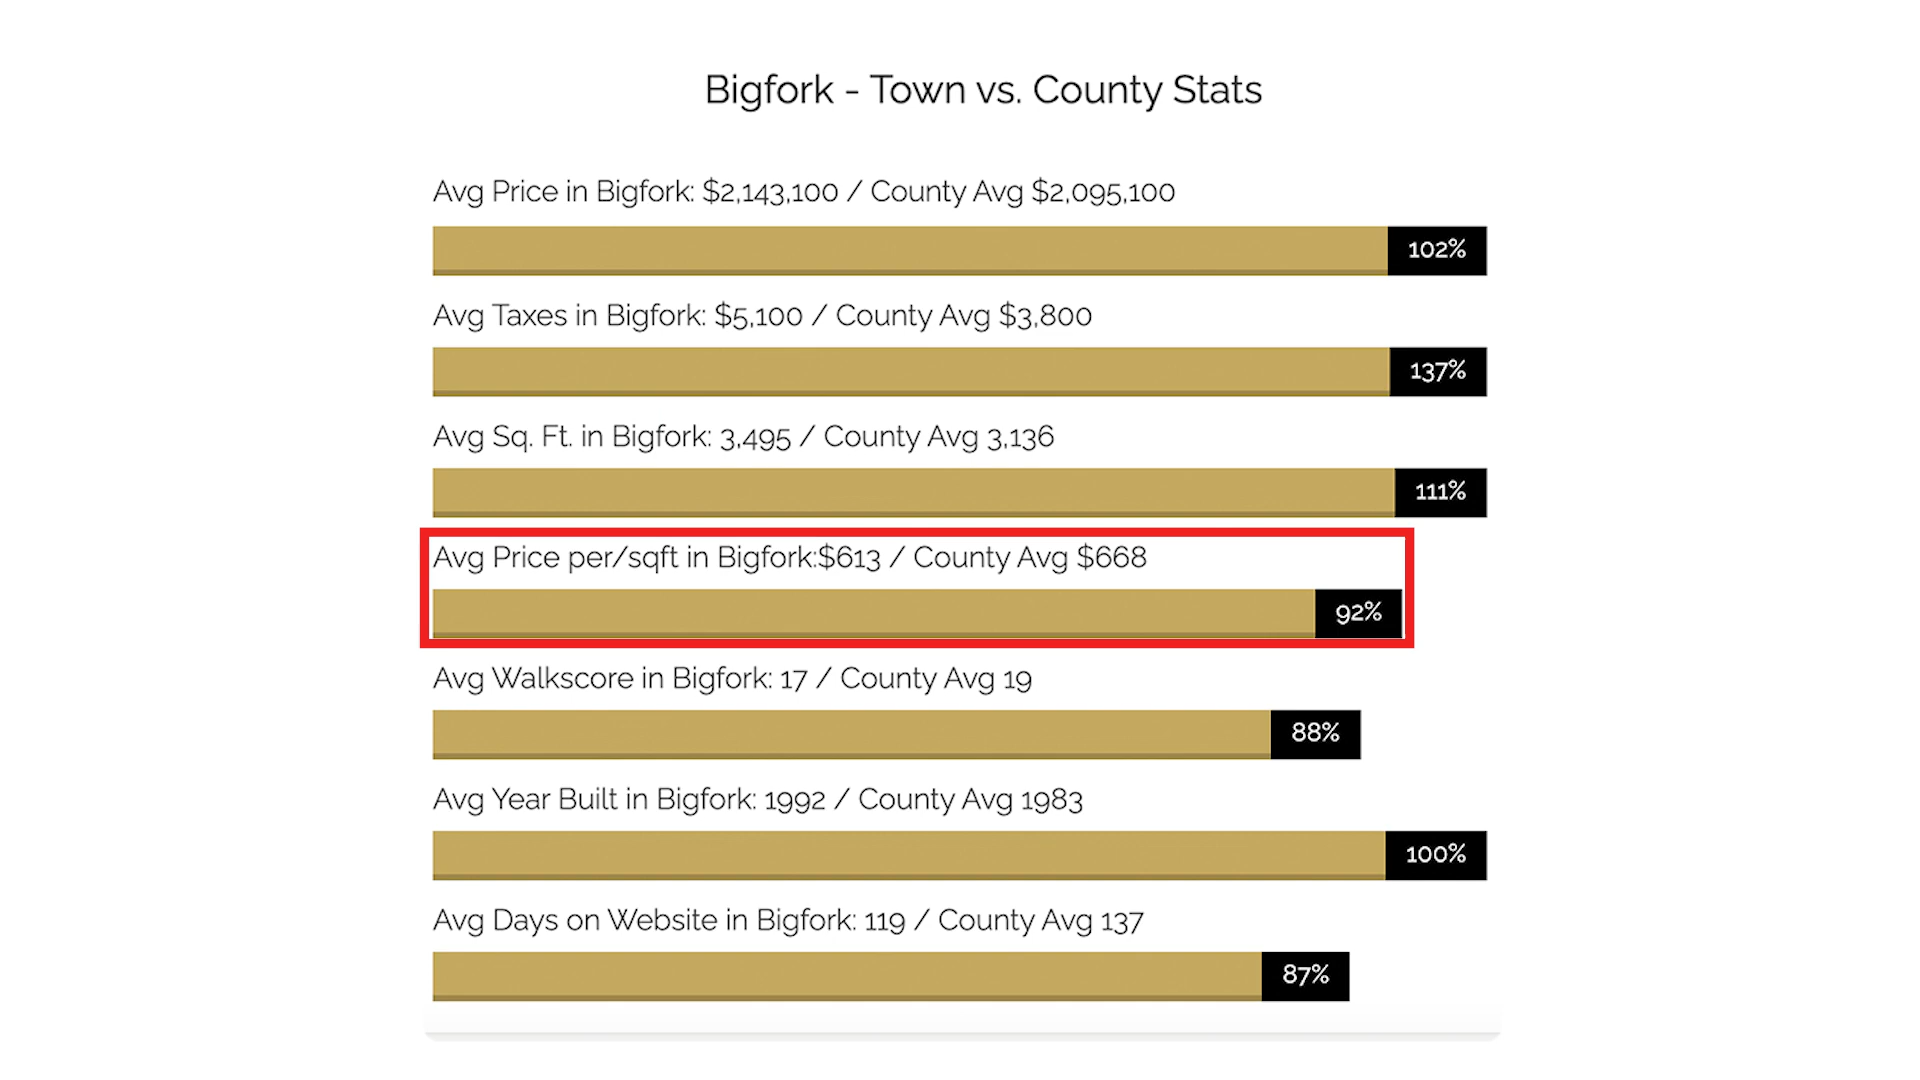 Bigfork - Town vs. County Stats
Avg Price in Bigfork: $2,143,100 / County Avg $2,095,100
102%
Avg Taxes in Bigfork: $5,100 / County Avg $3,800
137%
Avg Sq. Ft. in Bigfork: 3,495 / County Avg 3,136
111%
Avg Price per/sqft in Bigfork:$613 / County Avg $668
92%
Avg Walkscore in Bigfork: 17 / County Avg 19
88%
Avg Year Built in Bigfork: 1992 / County Avg 1983
100%
Avg Days on Website in Bigfork: 119 / County Avg 137
87%